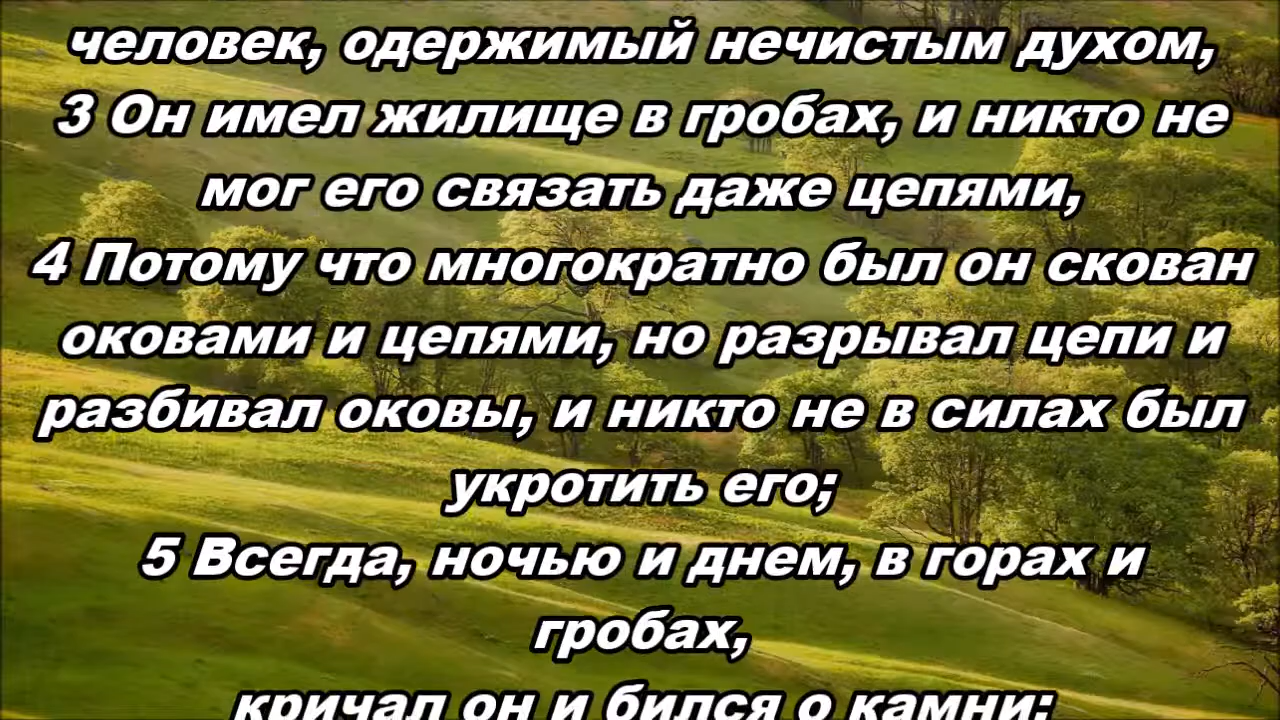 человек, одержимый нечистым духом,
3 Он имел жилище в гробах, и никто не
мог его связать даже цепями,
4 Потому что многократно был он скован
оковами и цепями, но разрывал цепи и
разбивал оковы, и никто не в силах был
укротить его;
5 Всегда, ночью и днем, в горах и
гробах,
кричал он и бился о камни;